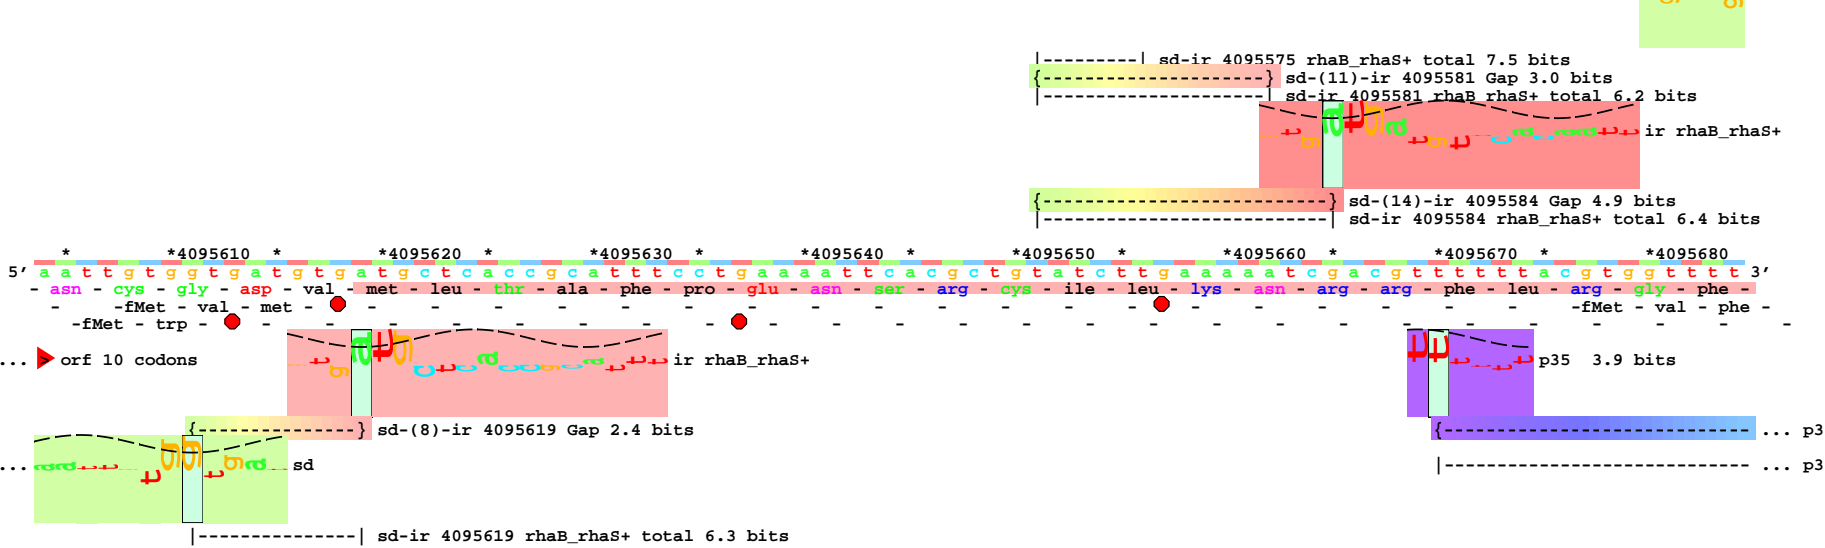 |---------| sd-ir 4095575 rhaB_rhaS+ total 7.5 bits
{---------------------} sd-(11)-ir 4095581 Gap 3.0 bits
|---------------------| sd-ir 4095581 rhaB_rhaS+ total 6.2 bits
ir rhaB_rhaS+
{---------------------------} sd-(14)-ir 4095584 Gap 4.9 bits
|---------------------------| sd-ir 4095584 rhaB_rhaS+ total 6.4 bits
* *4095610 * *4095620 * *4095630 * *4095640 * *4095650 * *4095660 * *4095670 * *4095680
5’ a a t t g t g g t g a t g t g a t g c t c a c c g c a t t t c c t g a a a a t t c a c g c t g t a t c t t g a a a a a t c g a c g t t t t t t a c g t g g t t t t 3’
- asn - cys - gly - asp - val - met - leu - thr - ala - phe - pro - glu - asn - ser - arg - cys - ile - leu - lys - asn - arg - arg - phe - leu - arg - gly - phe -
- -fMet - val - met - - - - - - - - - - - - - - - - - - - - -fMet - val - phe -
-fMet - trp - - - - - - - - - - - - - - - - - - - - - - - - -
... > orf 10 codons
ir rhaB_rhaS+
p35 3.9 bits
{---------------} sd-(8)-ir 4095619 Gap 2.4 bits
{----------------------------- ... p3
... sd
|----------------------------- ... p3
|---------------| sd-ir 4095619 rhaB_rhaS+ total 6.3 bits